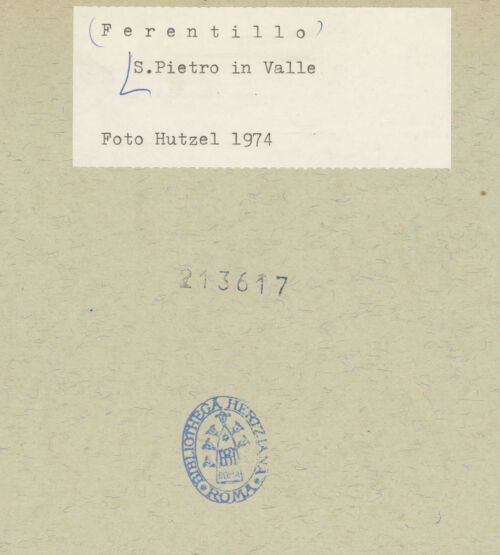 (Ferentillo)
S.Pietro in Valle
Foto Hutzel 1974
213617
BIBLIOTHECA HERTZIANA
ROMA